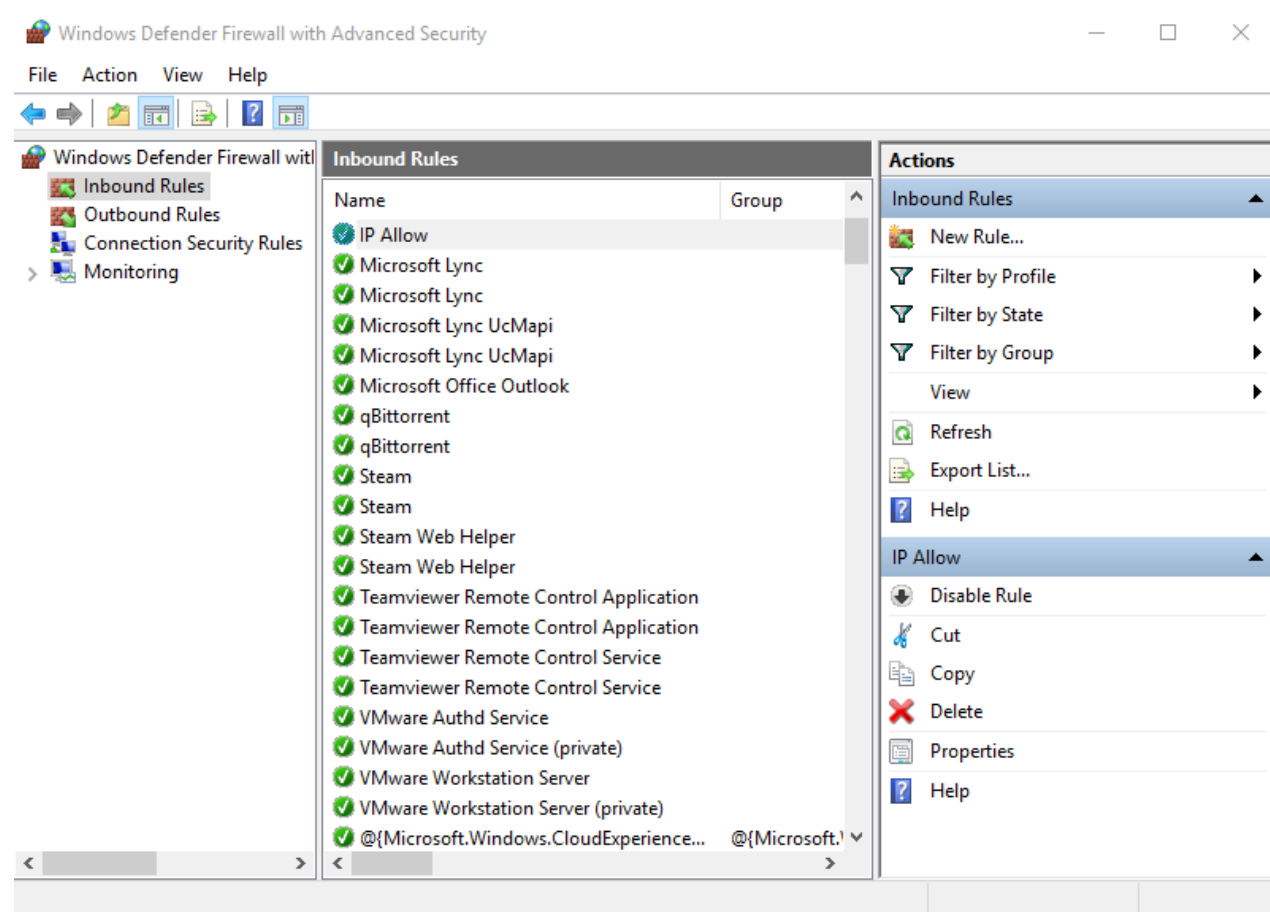 Windows Defender Firewall with Advanced Security
File Action View Help
Windows Defender Firewall witl
Inbound Rules
Outbound Rules
Connection Security Rules
Monitoring
Inbound Rules
Name Group
IP Allow
Microsoft Lync
Microsoft Lync
Microsoft Lync UcMapi
Microsoft Lync UcMapi
Microsoft Office Outlook
qBittorrent
qBittorrent
Steam
Steam
Steam Web Helper
Steam Web Helper
Teamviewer Remote Control Application
Teamviewer Remote Control Application
Teamviewer Remote Control Service
Teamviewer Remote Control Service
VMware Authd Service
VMware Authd Service (private)
VMware Workstation Server
VMware Workstation Server (private)
@{Microsoft.Windows.CloudExperience... @{Microsoft.
Actions
Inbound Rules
New Rule...
Filter by Profile
Filter by State
Filter by Group
View
Refresh
Export List...
Help
IP Allow
Disable Rule
Cut
Copy
Delete
Properties
Help